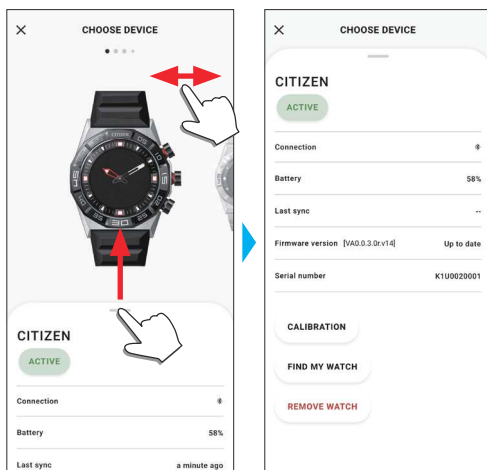 CHOOSE DEVICE
CITIZEN
ACTIVE
Connection
Battery 58%
Last sync a minute ago
CHOOSE DEVICE
CITIZEN
ACTIVE
Connection
Battery 58%
Last sync --
Firmware version [VA0.0.3.0r.v14] Up to date
Serial number K1U0020001
CALIBRATION
FIND MY WATCH
REMOVE WATCH